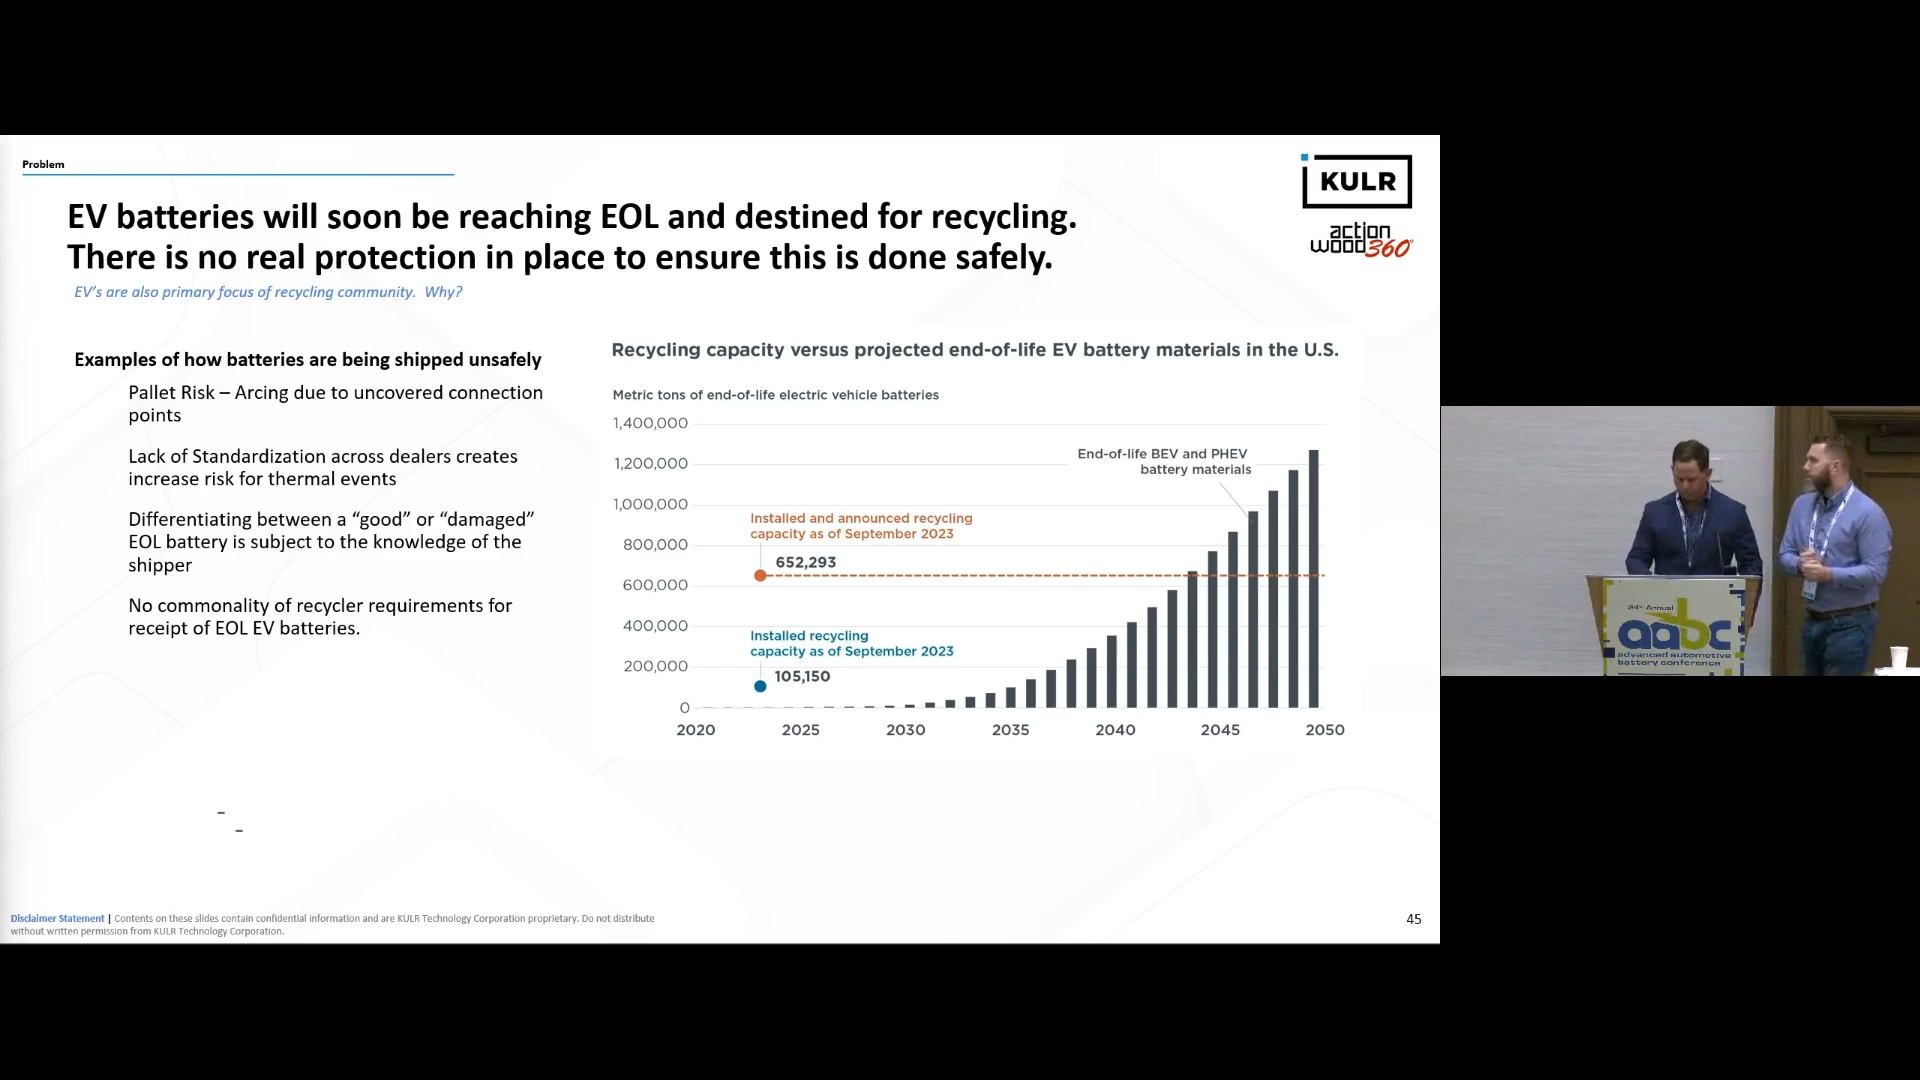 Problem
KULR
action
wood360°
EV batteries will soon be reaching EOL and destined for recycling.
There is no real protection in place to ensure this is done safely.
EV's are also primary focus of recycling community.  Why?
Examples of how batteries are being shipped unsafely
Pallet Risk – Arcing due to uncovered connection
points
Lack of Standardization across dealers creates
increase risk for thermal events
Differentiating between a “good” or “damaged”
EOL battery is subject to the knowledge of the
shipper
No commonality of recycler requirements for
receipt of EOL EV batteries.
-
-
Recycling capacity versus projected end-of-life EV battery materials in the U.S.
Metric tons of end-of-life electric vehicle batteries
1,400,000
1,200,000
1,000,000
800,000
600,000
400,000
200,000
0
End-of-life BEV and PHEV
battery materials
Installed and announced recycling
capacity as of September 2023
652,293
Installed recycling
capacity as of September 2023
105,150
2020 2025 2030 2035 2040 2045 2050
Disclaimer Statement | Contents on these slides contain confidential information and are KULR Technology Corporation proprietary. Do not distribute
without written permission from KULR Technology Corporation.
45
24th Annual
aabc
advanced automotive
battery conference